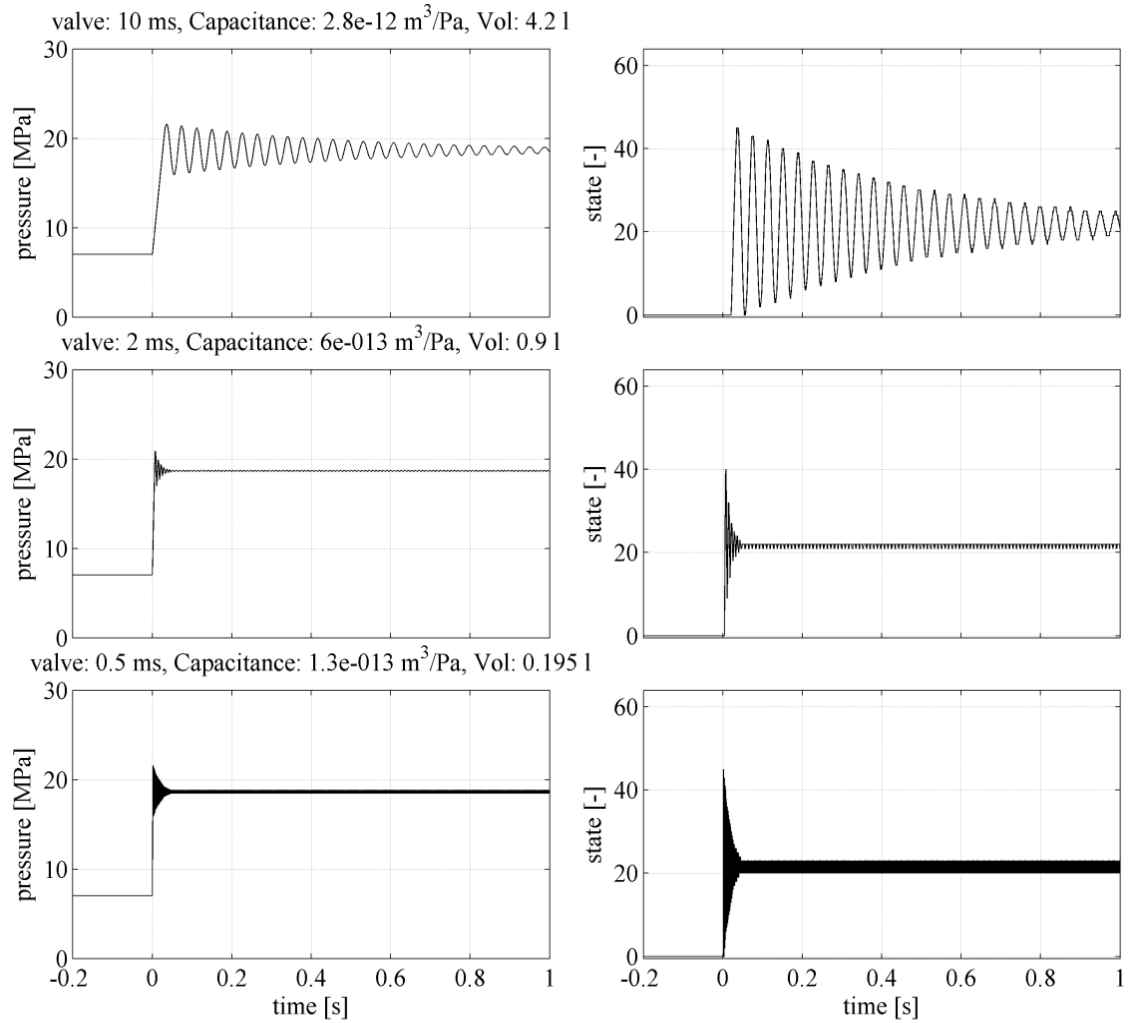 valve: 10 ms, Capacitance: 2.8e-12 m³/Pa, Vol: 4.2 l
30
20
10
0
pressure [MPa]
60
40
20
0
state [-]
valve: 2 ms, Capacitance: 6e-013 m³/Pa, Vol: 0.9 l
30
20
10
0
pressure [MPa]
60
40
20
0
state [-]
valve: 0.5 ms, Capacitance: 1.3e-013 m³/Pa, Vol: 0.195 l
30
20
10
0
pressure [MPa]
-0.2 0 0.2 0.4 0.6 0.8 1
time [s]
60
40
20
0
state [-]
-0.2 0 0.2 0.4 0.6 0.8 1
time [s]